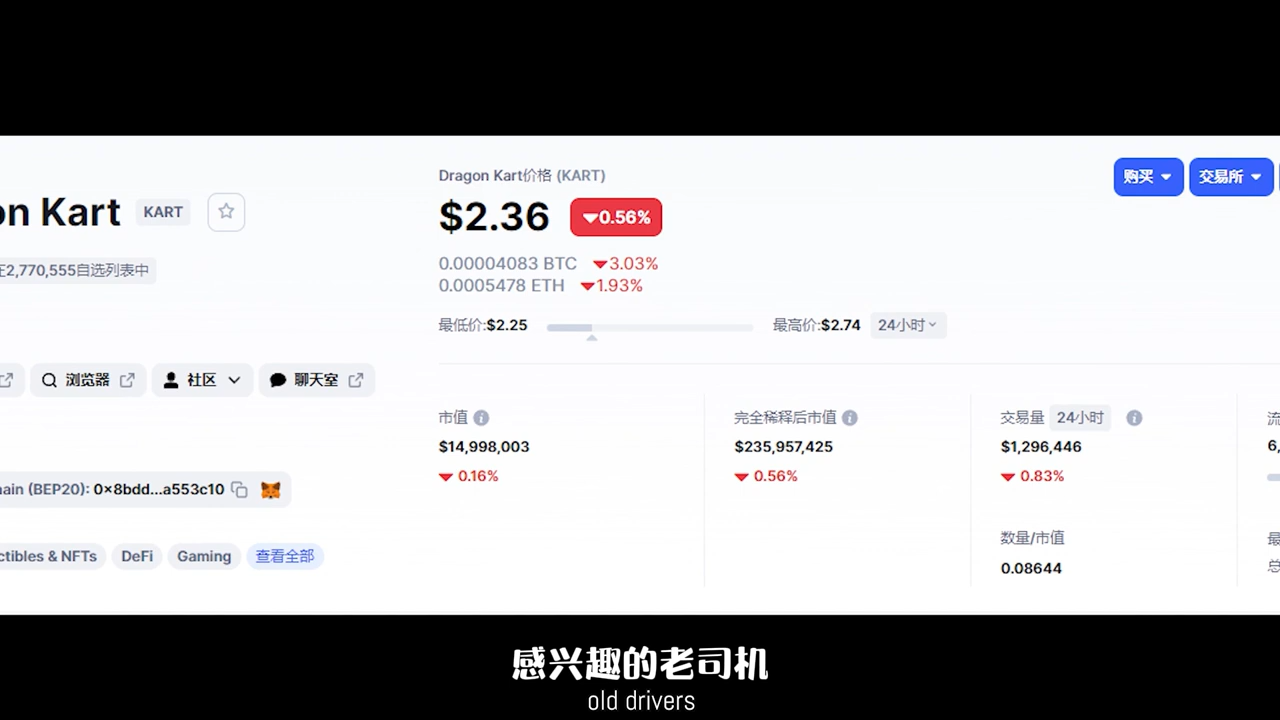 Dragon Kart价格 (KART)
购买
交易所
on Kart
KART
$2.36
0.56%
在2,770,555自选列表中
0.00004083 BTC
3.03%
0.0005478 ETH
1.93%
最低价:$2.25
最高价:$2.74
24小时
浏览器
社区
聊天室
市值
完全稀释后市值
交易量
24小时
流
$14,998,003
$235,957,425
$1,296,446
6,
0.16%
0.56%
0.83%
hain (BEP20): 0x8bdd...a553c10
数量/市值
最
0.08644
总
ctibles & NFTs
DeFi
Gaming
查看全部
感兴趣的老司机
old drivers